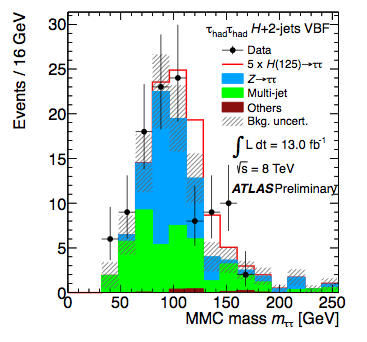 τhadτhad H+2-jets VBF
Data
5 x H(125)→ττ
Z→ττ
Multi-jet
Others
Bkg. uncert.
∫ L dt = 13.0 fb-1
√s = 8 TeV
ATLAS Preliminary
Events / 16 GeV
30
25
20
15
10
5
0
0 50 100 150 200 250
MMC mass mττ [GeV]